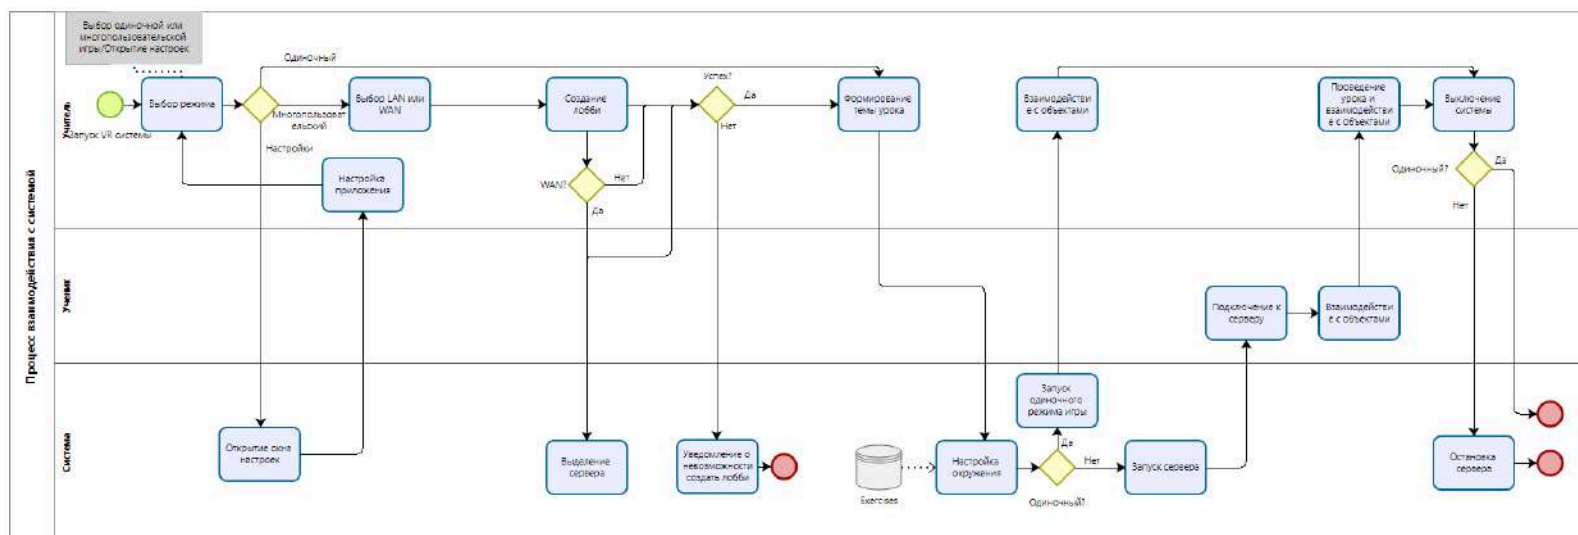 Выбор одиночной или
многопользовательской
игры/Открытие настроек
Процесс взаимодействия с системой
Учитель
Запуск VR системы
Выбор режима
Одиночный
Многопользоват
ельский
Настройки
Выбор LAN или
WAN
Настройка
приложения
Создание
лобби
WAN?
Нет
Да
Успех?
Да
Нет
Формирование
темы урока
Взаимодействи
е с объектами
Проведение
урока и
взаимодействи
е с объектами
Выключение
системы
Одиночный?
Да
Нет
Ученик
Подключение к
серверу
Взаимодействи
е с объектами
Система
Открытие окна
настроек
Выделение
сервера
Уведомление о
невозможности
создать лобби
Exercises
Настройка
окружения
Запуск
одиночного
режима игры
Да
Нет
Одиночный?
Запуск сервера
Остановка
сервера